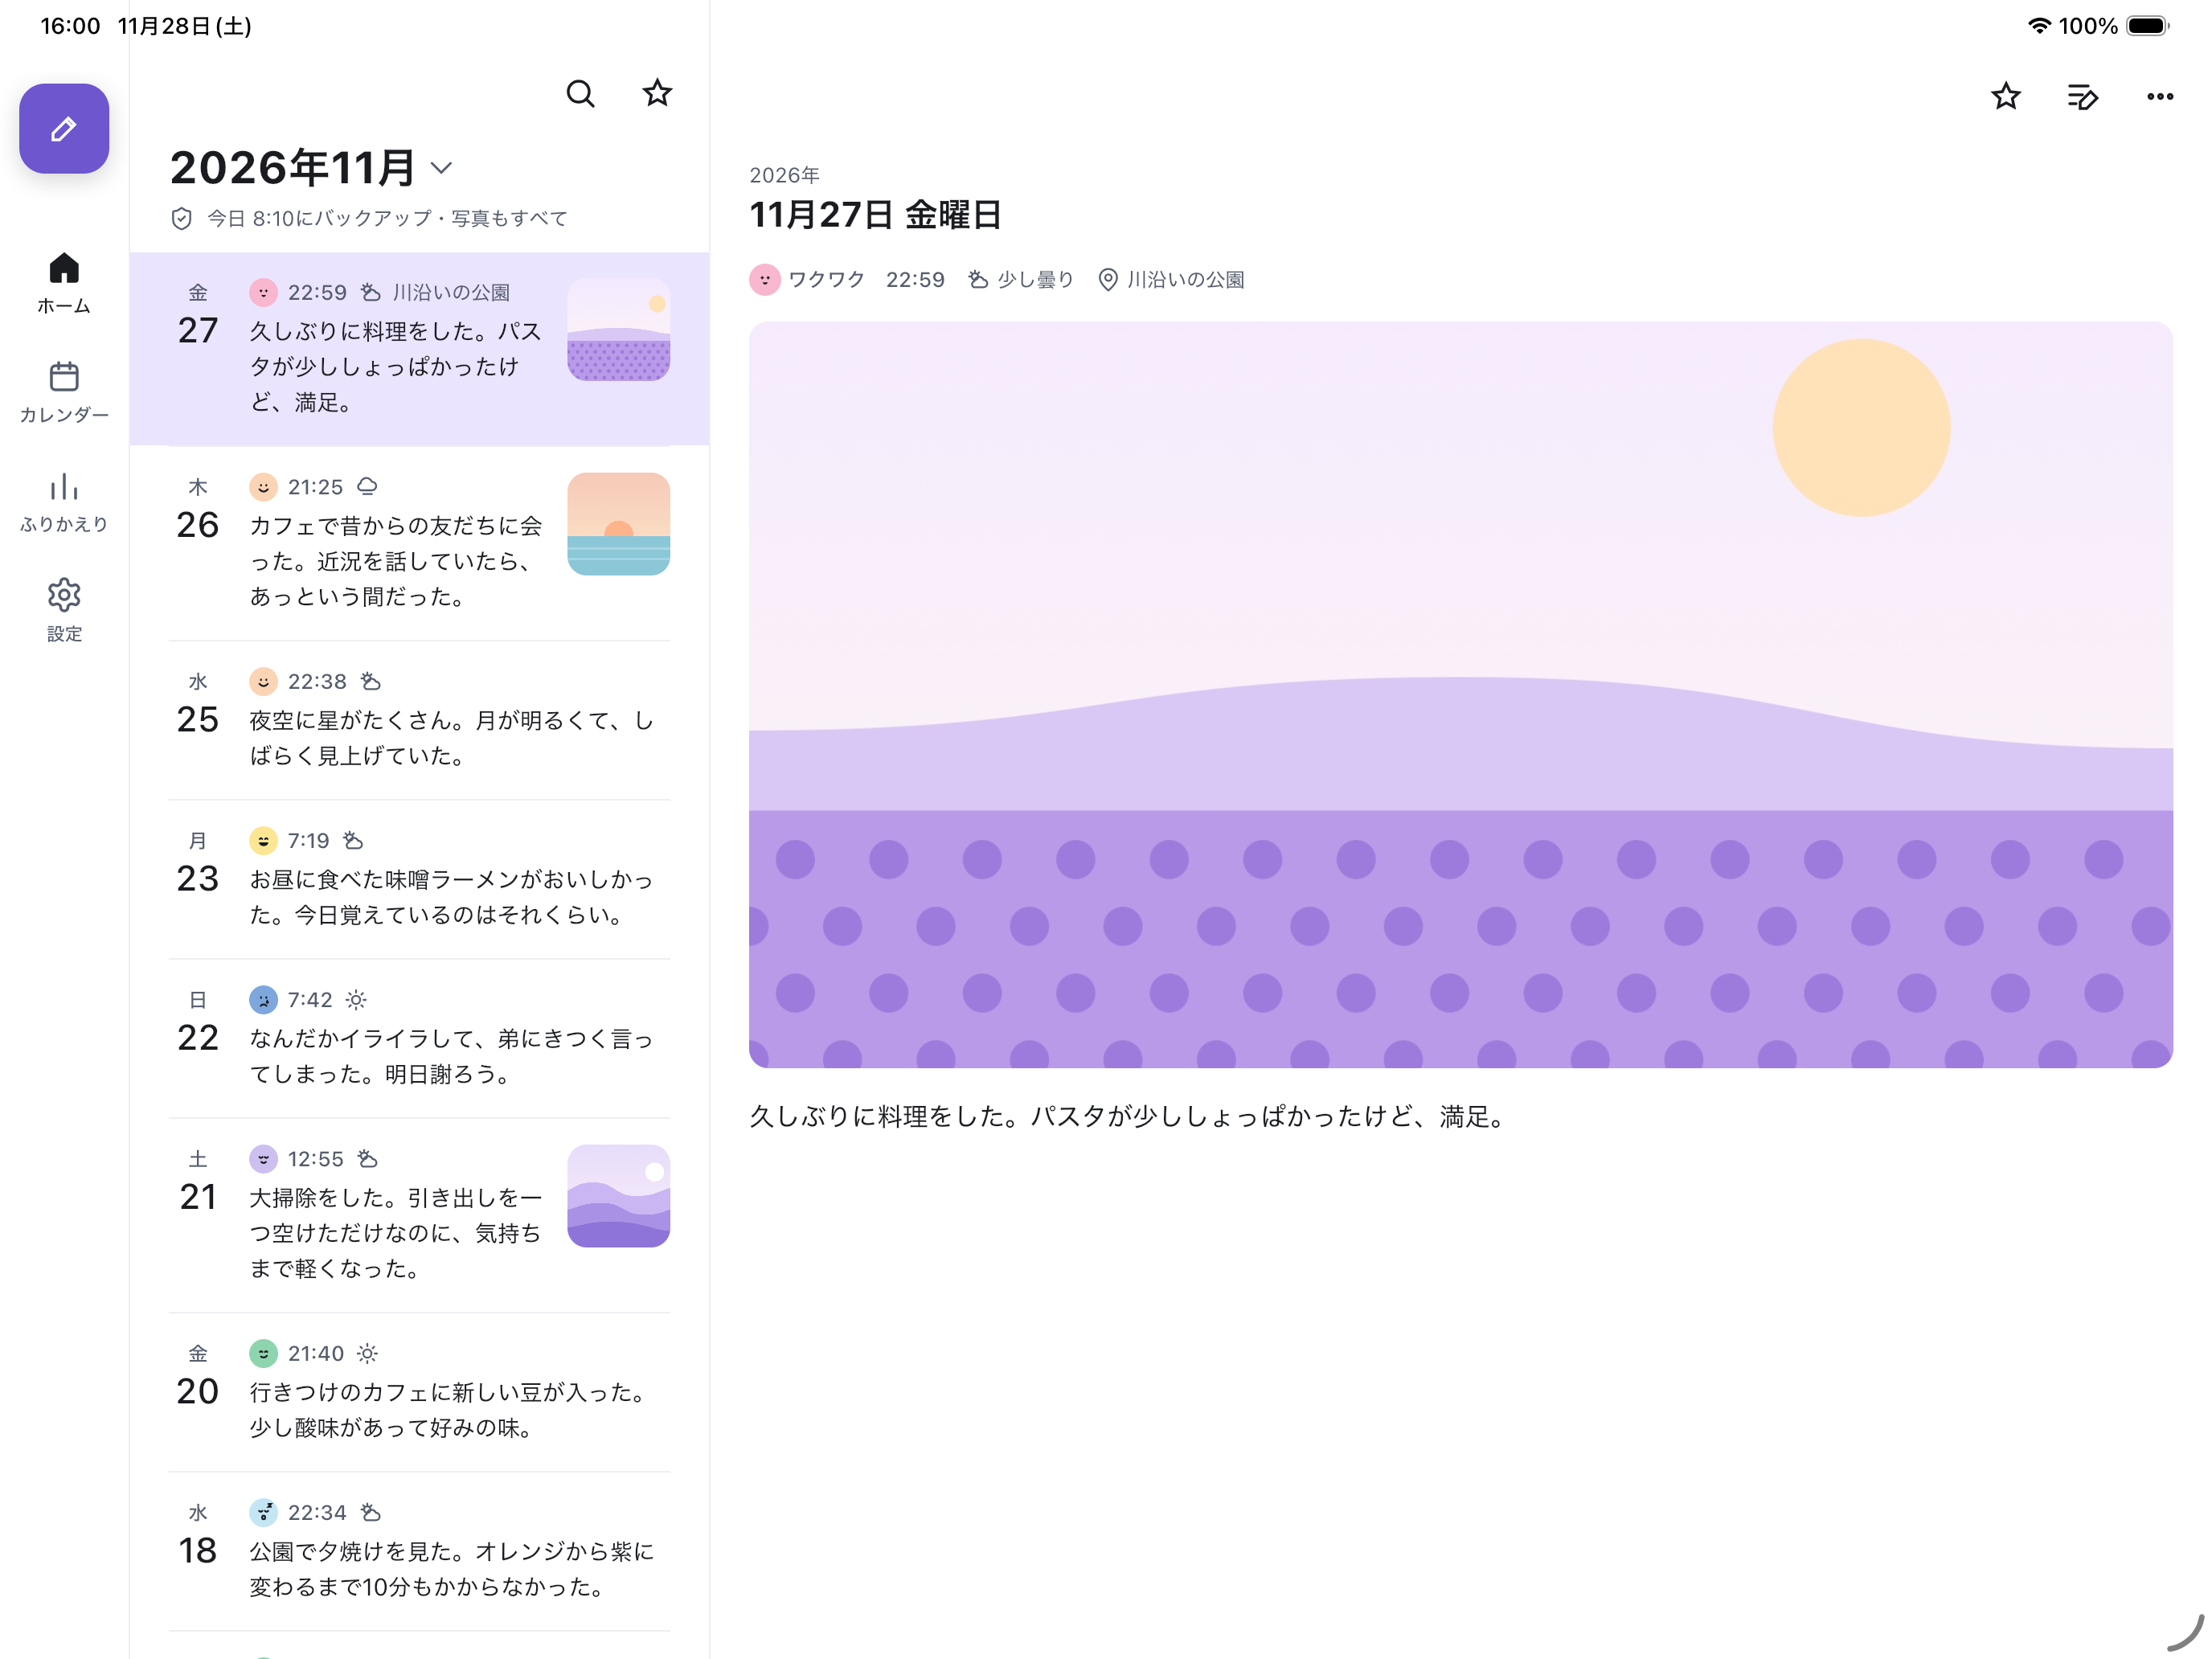 16:00 11月28日(土)
100%
ホーム
カレンダー
ふりかえり
設定
2026年11月
今日 8:10にバックアップ・写真もすべて
金
27
22:59 川沿いの公園
久しぶりに料理をした。パス
タが少ししょっぱかったけ
ど、満足。
木
26
21:25
カフェで昔からの友だちに会
った。近況を話していたら、
あっという間だった。
水
25
22:38
夜空に星がたくさん。月が明るくて、し
ばらく見上げていた。
月
23
7:19
お昼に食べた味噌ラーメンがおいしかっ
た。今日覚えているのはそれくらい。
日
22
7:42
なんだかイライラして、弟にきつく言っ
てしまった。明日謝ろう。
土
21
12:55
大掃除をした。引き出しを一
つ空けただけなのに、気持ち
まで軽くなった。
金
20
21:40
行きつけのカフェに新しい豆が入った。
少し酸味があって好みの味。
水
18
22:34
公園で夕焼けを見た。オレンジから紫に
変わるまで10分もかからなかった。
2026年
11月27日 金曜日
ワクワク 22:59 少し曇り 川沿いの公園
久しぶりに料理をした。パスタが少ししょっぱかったけど、満足。